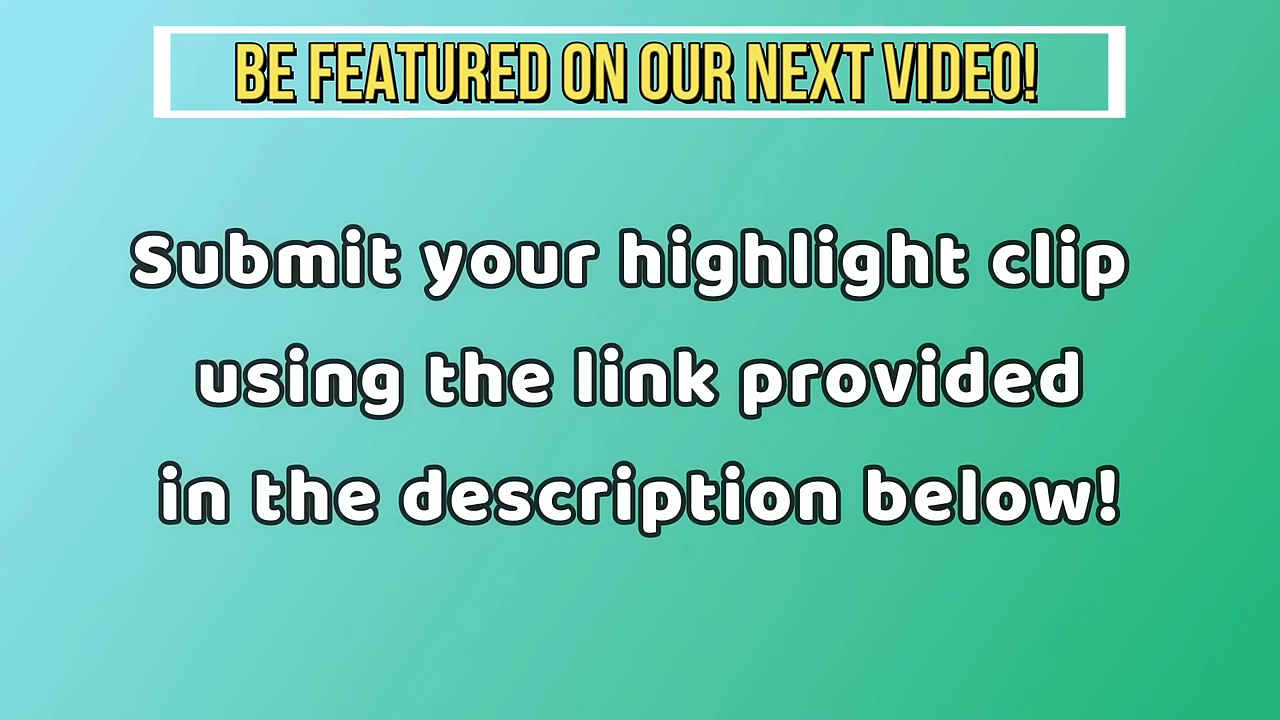 BE FEATURED ON OUR NEXT VIDEO!
Submit your highlight clip
using the link provided
in the description below!